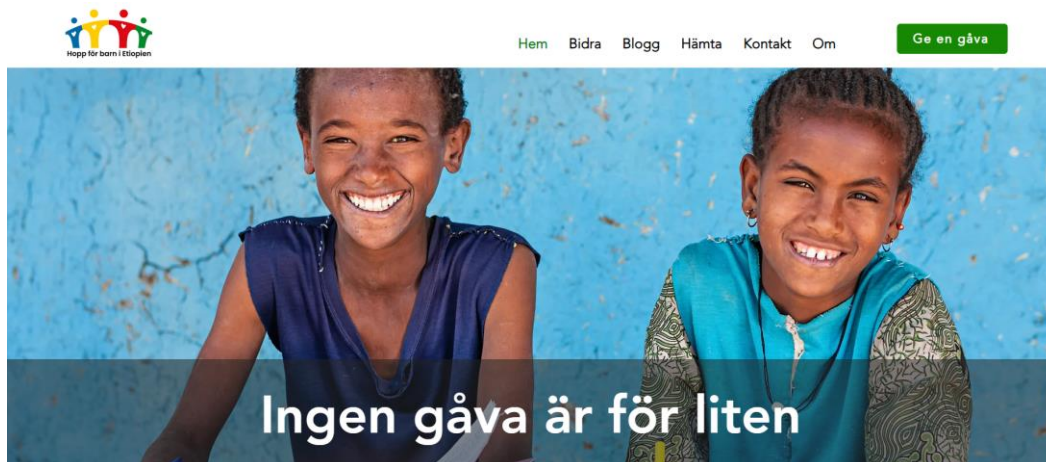 Hopp för barn i Etiopien
Hem Bidra Blogg Hämta Kontakt Om
Ge en gåva
Ingen gåva är för liten